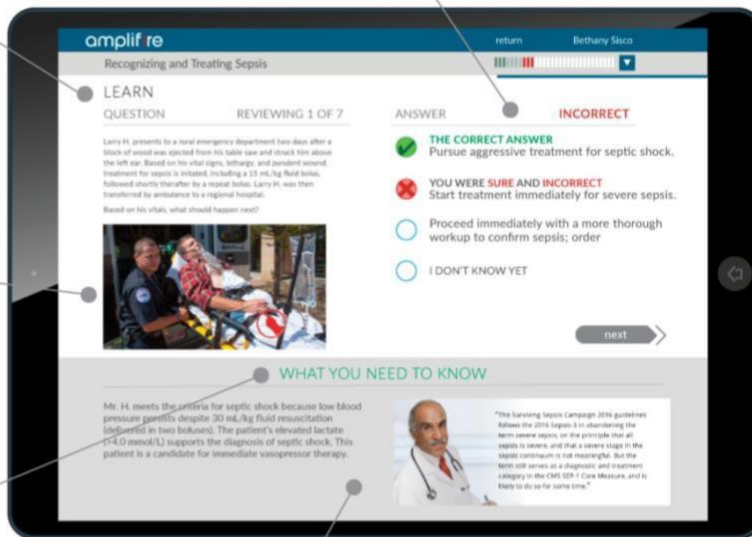 amplifire
return Bethany Sisco
Recognizing and Treating Sepsis
LEARN
QUESTION REVIEWING 1 OF 7
Larry H. presents to a rural emergency department two days after a
block of wood was ejected from his table saw and struck him above
the left ear. Based on his vital signs, lethargy, and purulent wound,
treatment for sepsis is initiated, including a 15 mL/kg fluid bolus,
followed shortly therafter by a repeat bolus. Larry H. was then
transferred by ambulance to a regional hospital.
Based on his vitals, what should happen next?
ANSWER INCORRECT
THE CORRECT ANSWER
Pursue aggressive treatment for septic shock.
YOU WERE SURE AND INCORRECT
Start treatment immediately for severe sepsis.
Proceed immediately with a more thorough
workup to confirm sepsis; order
I DON'T KNOW YET
next
WHAT YOU NEED TO KNOW
Mr. H. meets the criteria for septic shock because low blood
pressure persists despite 30 mL/kg fluid resuscitation
(delivered in two boluses). The patient's elevated lactate
(>4.0 mmol/L) supports the diagnosis of septic shock. This
patient is a candidate for immediate vasopressor therapy.
"The Surviving Sepsis Campaign 2016 guidelines
follows the 2016 Sepsis-3 in abandoning the
term severe sepsis, on the principle that all
sepsis is severe, and that a severe stage in the
sepsis continuum is not meaningful. But the
term still serves as a diagnostic and treatment
category in the CMS SEP-1 Core Measure, and is
likely to do so for some time."